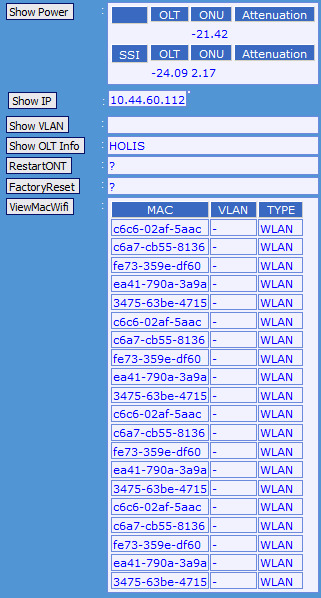 Show Power : OLT ONU Attenuation
-21.42
SSI OLT ONU Attenuation
-24.09 2.17
Show IP : 10.44.60.112
Show VLAN :
Show OLT Info : HOLIS
RestartONT : ?
FactoryReset : ?
ViewMacWifi : MAC VLAN TYPE
c6c6-02af-5aac - WLAN
c6a7-cb55-8136 - WLAN
fe73-359e-df60 - WLAN
ea41-790a-3a9a - WLAN
3475-63be-4715 - WLAN
c6c6-02af-5aac - WLAN
c6a7-cb55-8136 - WLAN
fe73-359e-df60 - WLAN
ea41-790a-3a9a - WLAN
3475-63be-4715 - WLAN
c6c6-02af-5aac - WLAN
c6a7-cb55-8136 - WLAN
fe73-359e-df60 - WLAN
ea41-790a-3a9a - WLAN
3475-63be-4715 - WLAN
c6c6-02af-5aac - WLAN
c6a7-cb55-8136 - WLAN
fe73-359e-df60 - WLAN
ea41-790a-3a9a - WLAN
3475-63be-4715 - WLAN